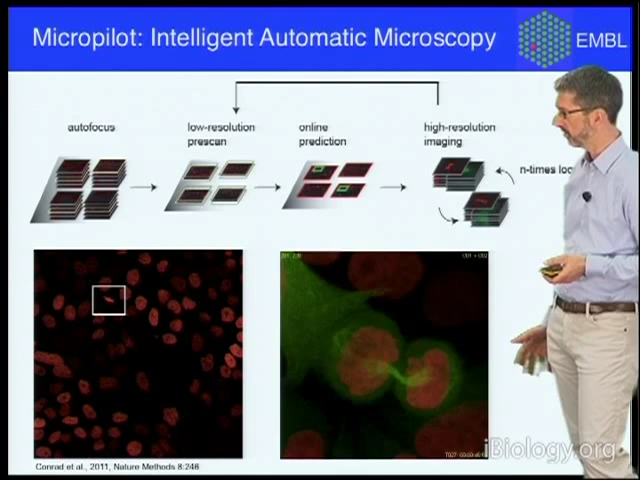 Micropilot: Intelligent Automatic Microscopy
EMBL
autofocus
low-resolution
prescan
online
prediction
high-resolution
imaging
n-times loo
Conrad et al., 2011, Nature Methods 8:246
iBiology.org